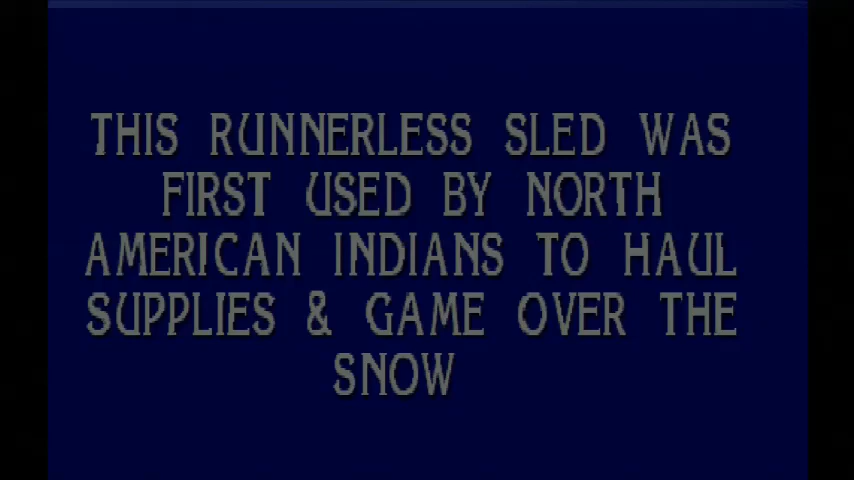 THIS RUNNERLESS SLED WAS
FIRST USED BY NORTH
AMERICAN INDIANS TO HAUL
SUPPLIES & GAME OVER THE
SNOW